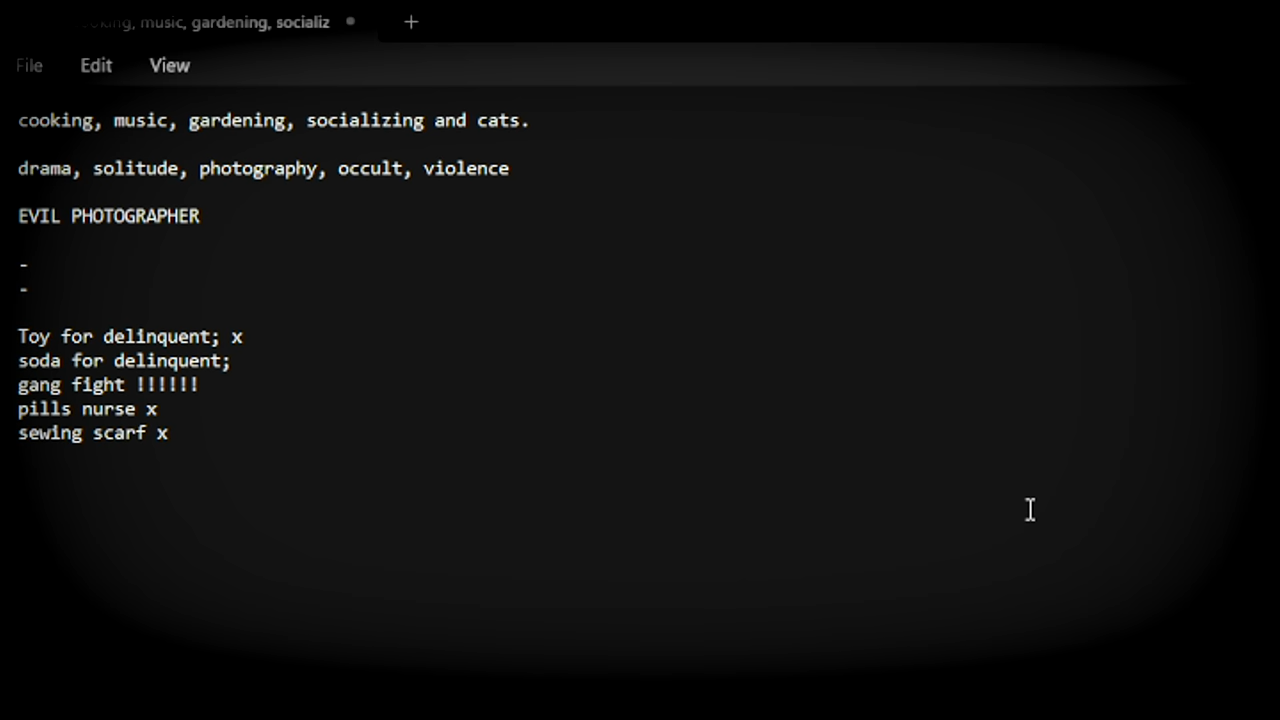 oking, music, gardening, socializ
File Edit View
cooking, music, gardening, socializing and cats.
drama, solitude, photography, occult, violence
EVIL PHOTOGRAPHER
-
-
Toy for delinquent; x
soda for delinquent;
gang fight !!!!!!
pills nurse x
sewing scarf x